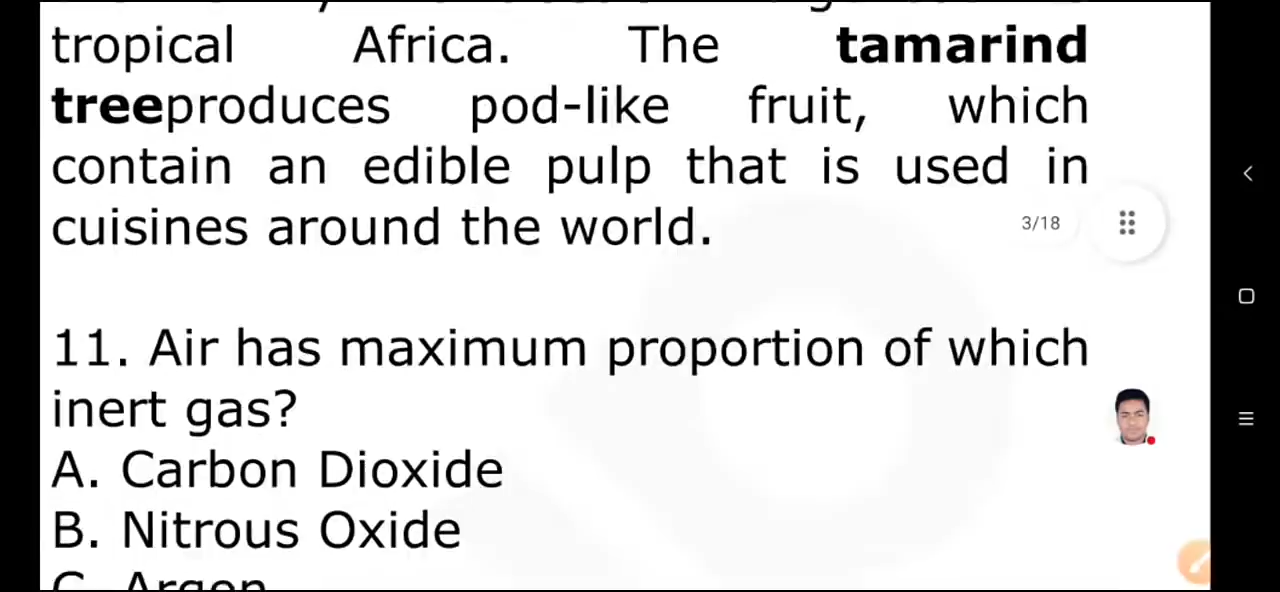 tropical Africa. The tamarind
treeproduces pod-like fruit, which
contain an edible pulp that is used in
cuisines around the world.
3/18
11. Air has maximum proportion of which
inert gas?
A. Carbon Dioxide
B. Nitrous Oxide
C. Argon